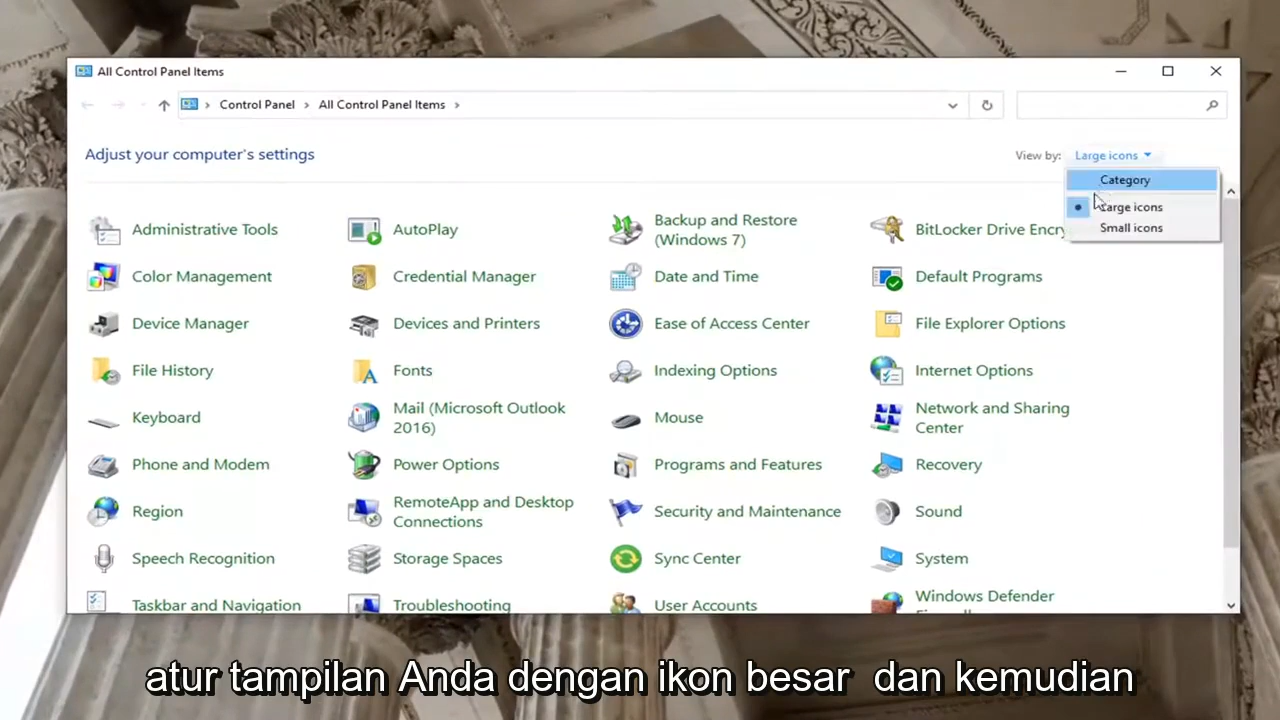 All Control Panel Items
Control Panel > All Control Panel Items >
Adjust your computer's settings
View by: Large icons
Category
Large icons
Small icons
Administrative Tools
AutoPlay
Backup and Restore
(Windows 7)
BitLocker Drive Encry
Color Management
Credential Manager
Date and Time
Default Programs
Device Manager
Devices and Printers
Ease of Access Center
File Explorer Options
File History
Fonts
Indexing Options
Internet Options
Keyboard
Mail (Microsoft Outlook
2016)
Mouse
Network and Sharing
Center
Phone and Modem
Power Options
Programs and Features
Recovery
Region
RemoteApp and Desktop
Connections
Security and Maintenance
Sound
Speech Recognition
Storage Spaces
Sync Center
System
Taskbar and Navigation
Troubleshooting
User Accounts
Windows Defender
atur tampilan Anda dengan ikon besar dan kemudian